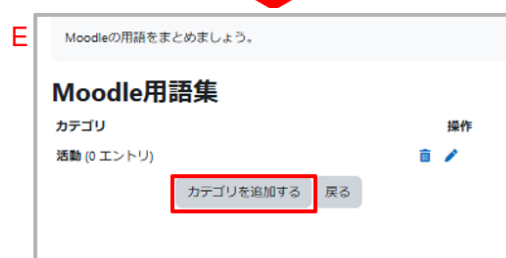 E
Moodleの用語をまとめましょう。
Moodle用語集
カテゴリ 操作
活動 (0 エントリ)
カテゴリを追加する 戻る